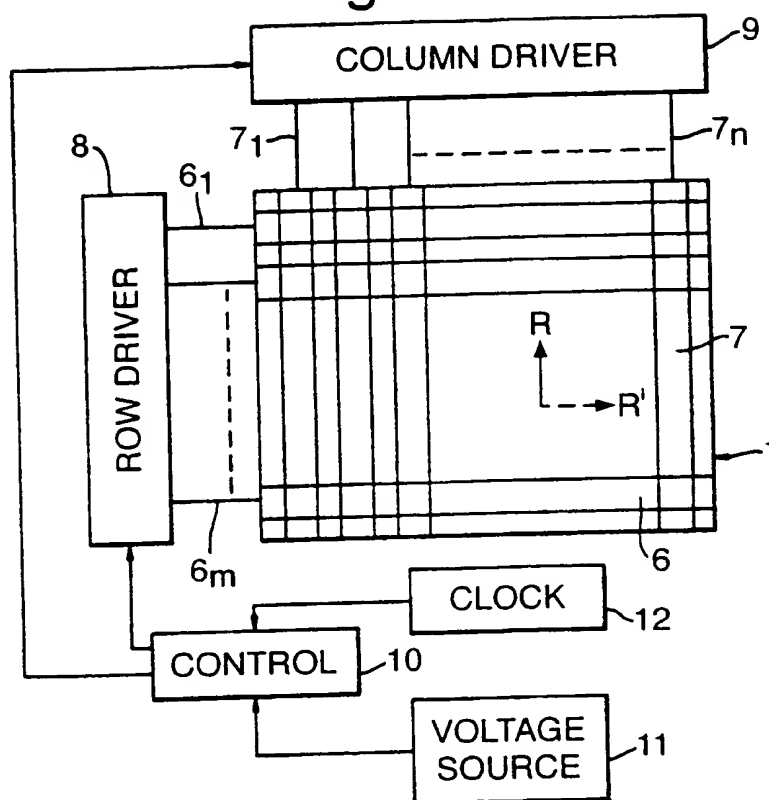 COLUMN DRIVER
9
7₁
7n
8
6₁
ROW DRIVER
R
7
R'
6m
6
CLOCK
12
CONTROL
10
VOLTAGE
SOURCE
11